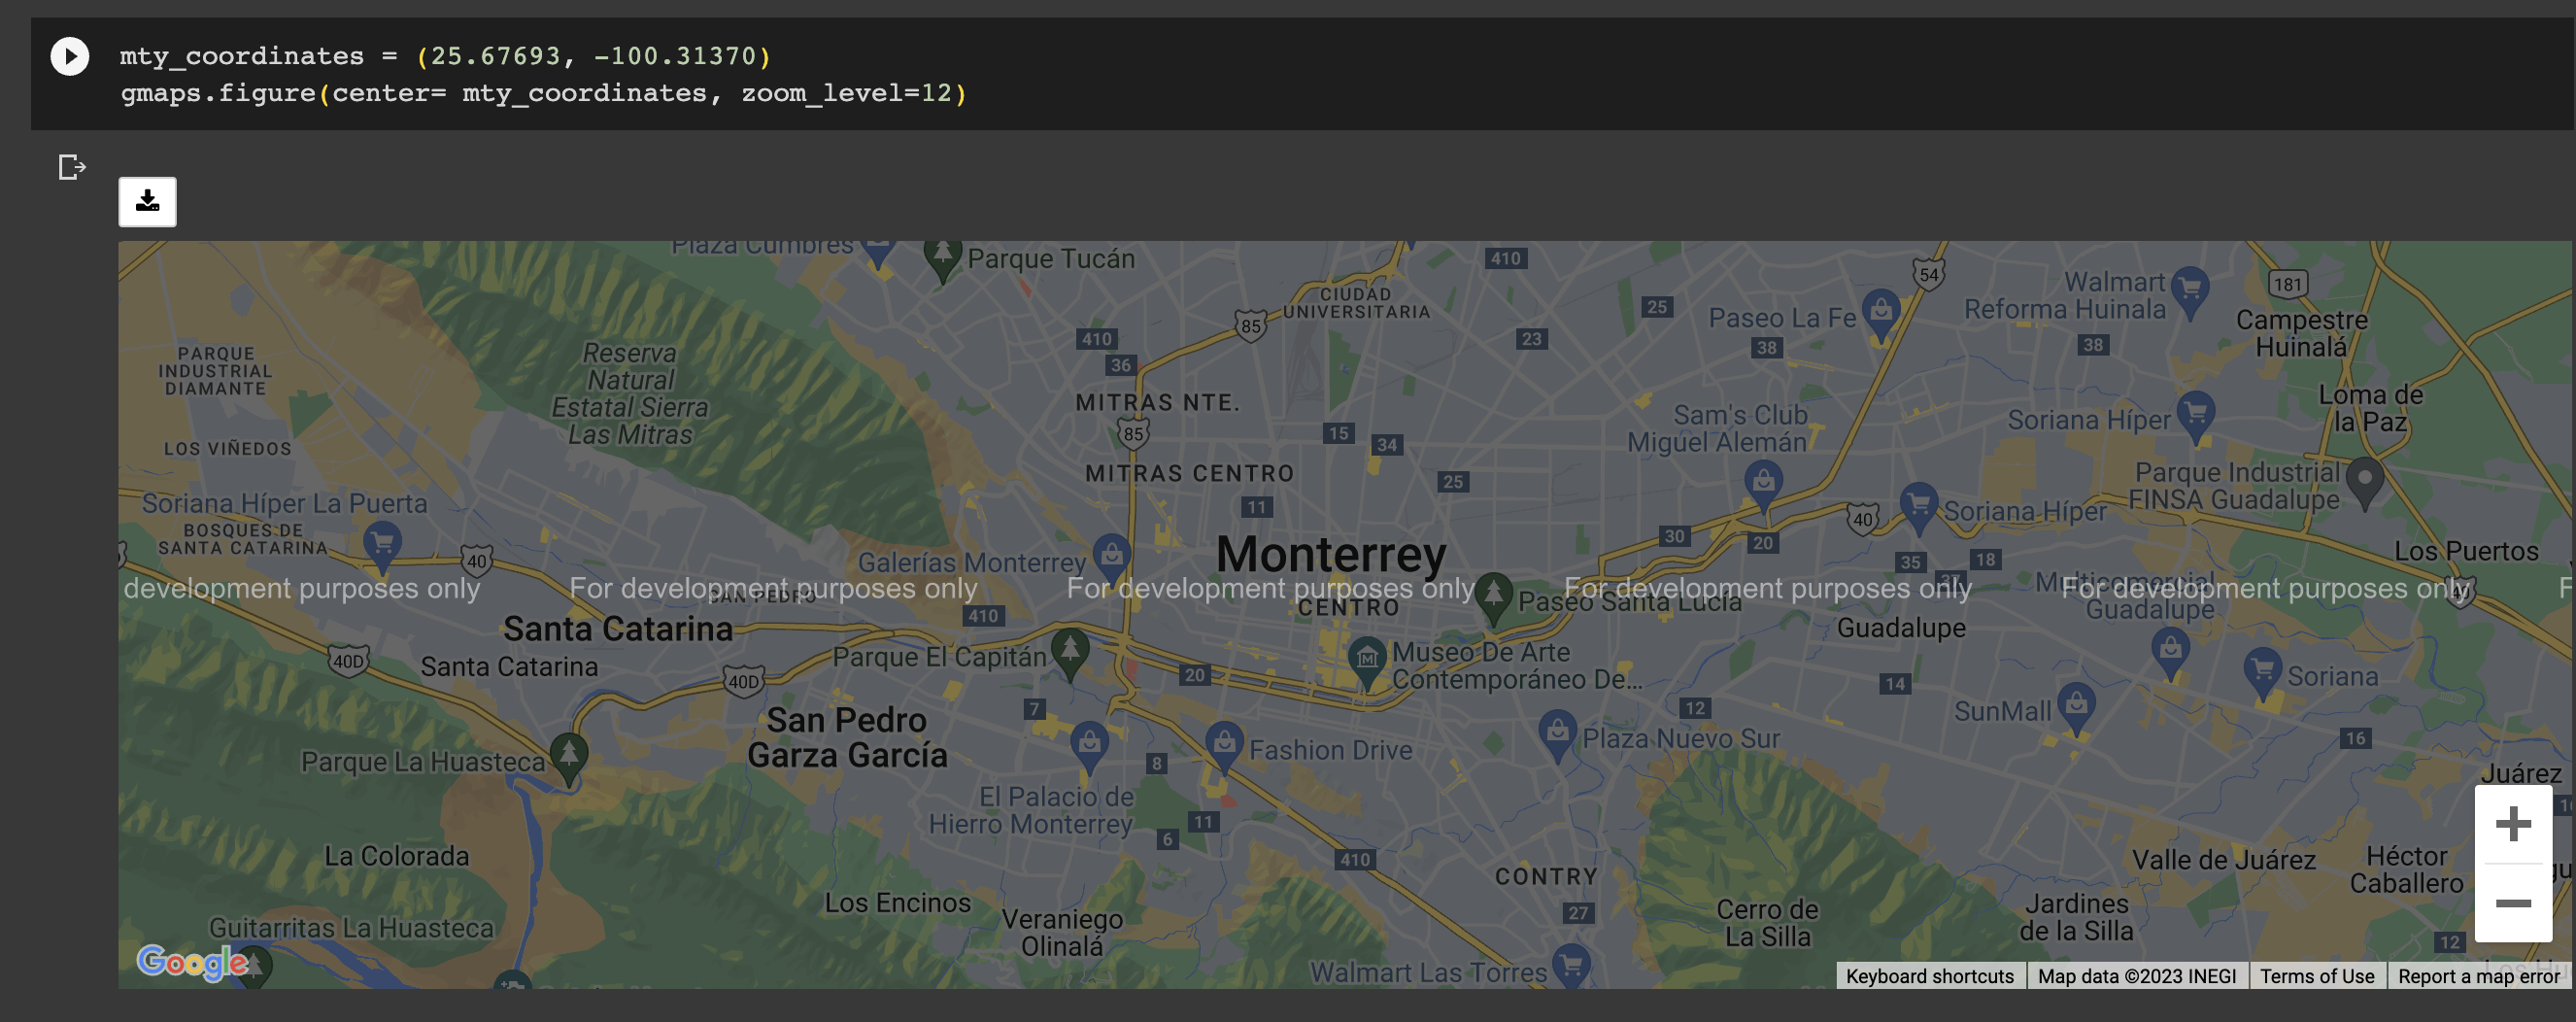 mty_coordinates = (25.67693, -100.31370)
gmaps.figure(center= mty_coordinates, zoom_level=12)
Plaza Cumbres
Parque Tucán
410
54
181
Walmart
Reforma Huinala
CIUDAD
UNIVERSITARIA
25
Paseo La Fe
85
Campestre
Huinalá
410
23
38
38
PARQUE
INDUSTRIAL
DIAMANTE
Reserva
Natural
Estatal Sierra
Las Mitras
36
MITRAS NTE.
Loma de
la Paz
Sam's Club
Miguel Alemán
Soriana Híper
85
15
34
LOS VIÑEDOS
MITRAS CENTRO
25
Parque Industrial
FINSA Guadalupe
Soriana Híper La Puerta
11
Soriana Híper
40
BOSQUES DE
SANTA CATARINA
30
20
Monterrey
Galerías Monterrey
40
35
18
Los Puertos
development purposes only
For development purposes only
For development purposes only
For development purposes only
For development purposes only
F
SAN PEDRO
CENTRO
Paseo Santa Lucía
Multicomercial
Guadalupe
410
Santa Catarina
Guadalupe
Parque El Capitán
Museo De Arte
Contemporáneo De...
40D
Santa Catarina
20
40D
14
Soriana
7
12
SunMall
San Pedro
Garza García
Fashion Drive
Plaza Nuevo Sur
16
Parque La Huasteca
8
Juárez
El Palacio de
Hierro Monterrey
11
6
La Colorada
410
Valle de Juárez
Héctor
Caballero
CONTRY
Los Encinos
Veraniego
Olinalá
27
Cerro de
La Silla
Jardines
de la Silla
Guitarritas La Huasteca
12
Google
Walmart Las Torres
Keyboard shortcuts
Map data ©2023 INEGI
Terms of Use
Report a map error